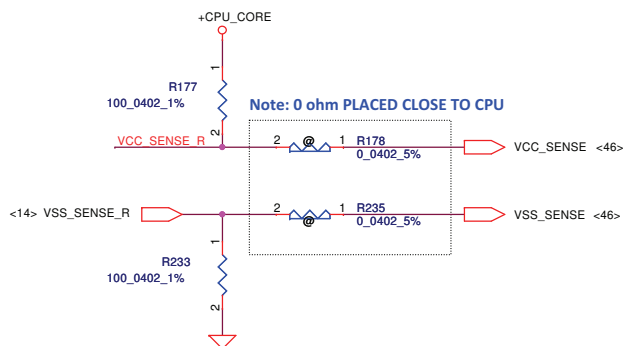 +CPU_CORE
1
R177
100_0402_1%
2
Note: 0 ohm PLACED CLOSE TO CPU
VCC_SENSE_R
2
@
1
R178
0_0402_5%
VCC_SENSE <46>
<14> VSS_SENSE_R
2
@
1
R235
0_0402_5%
VSS_SENSE <46>
1
R233
100_0402_1%
2